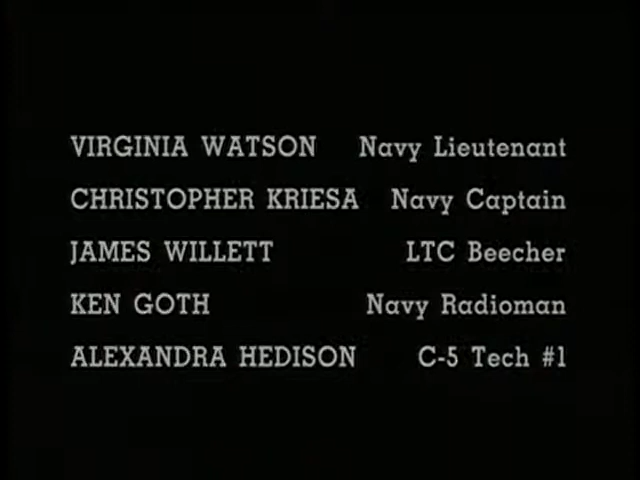 VIRGINIA WATSON Navy Lieutenant
CHRISTOPHER KRIESA Navy Captain
JAMES WILLETT LTC Beecher
KEN GOTH Navy Radioman
ALEXANDRA HEDISON C-5 Tech #1